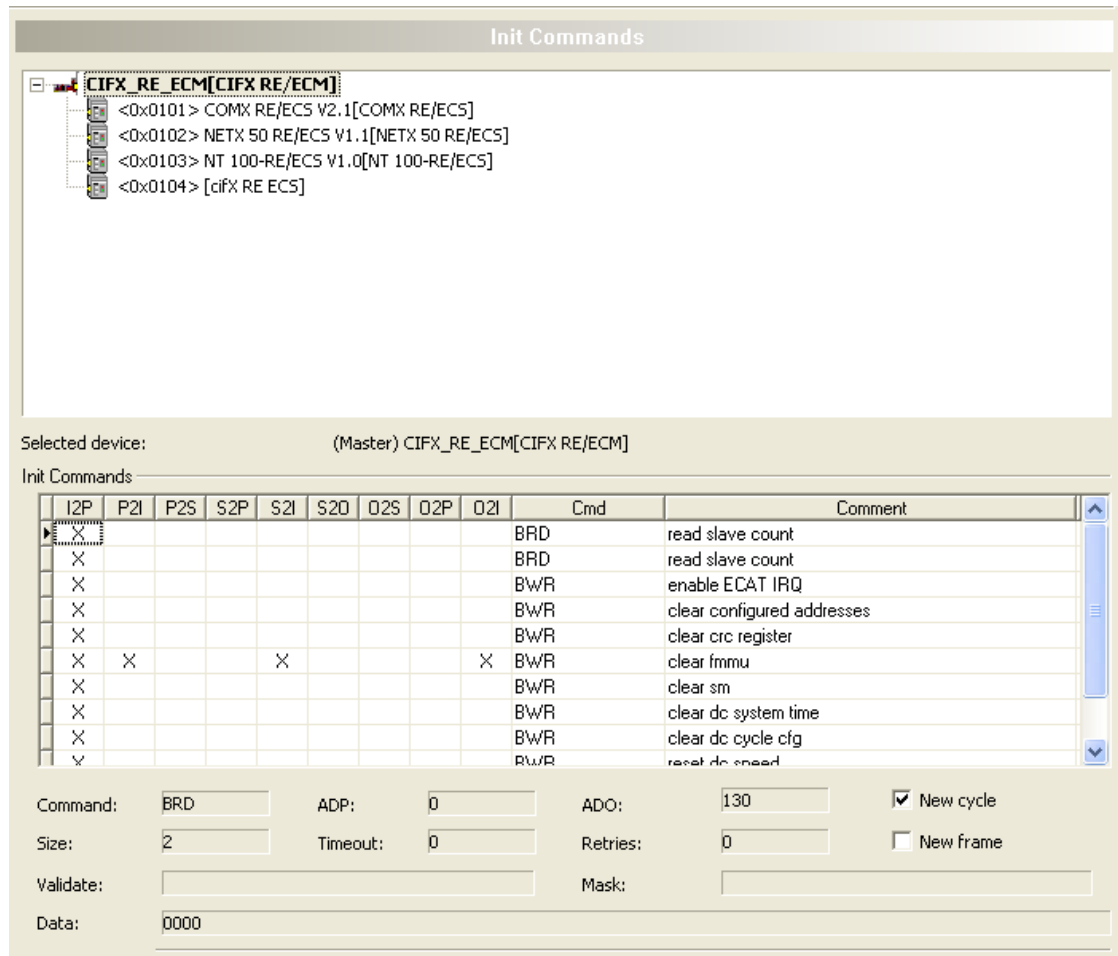 Init Commands
CIFX_RE_ECM[CIFX RE/ECM]
<0x0101> COMX RE/ECS V2.1[COMX RE/ECS]
<0x0102> NETX 50 RE/ECS V1.1[NETX 50 RE/ECS]
<0x0103> NT 100-RE/ECS V1.0[NT 100-RE/ECS]
<0x0104> [cifX RE ECS]
Selected device: (Master) CIFX_RE_ECM[CIFX RE/ECM]
Init Commands
I2P P2I P2S S2P S2I S2O O2S O2P O2I Cmd Comment
X BRD read slave count
X BRD read slave count
X BWR enable ECAT IRQ
X BWR clear configured addresses
X BWR clear crc register
X X X X BWR clear fmmu
X BWR clear sm
X BWR clear dc system time
X BWR clear dc cycle cfg
X BWR reset dc speed
Command: BRD ADP: 0 ADO: 130 New cycle
Size: 2 Timeout: 0 Retries: 0 New frame
Validate: Mask:
Data: 0000